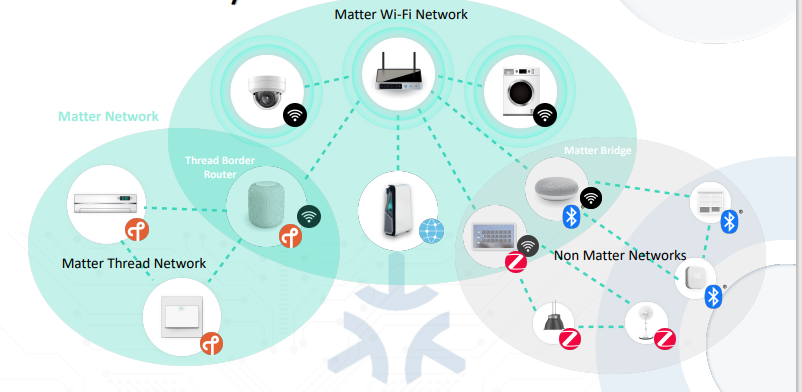 Matter Wi-Fi Network
Matter Network
Thread Border
Router
Matter Bridge
Matter Thread Network
Non Matter Networks